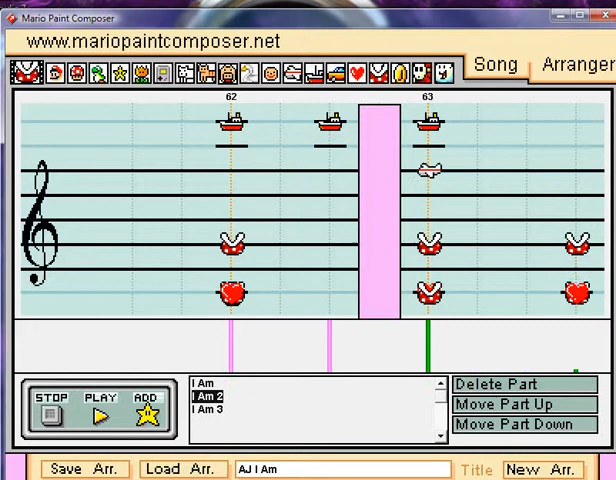 Mario Paint Composer
www.mariopaintcomposer.net
Song Arranger
62 63
STOP PLAY ADD
I Am
I Am 2
I Am 3
Delete Part
Move Part Up
Move Part Down
Save Arr. Load Arr. AJ I Am Title New Arr.